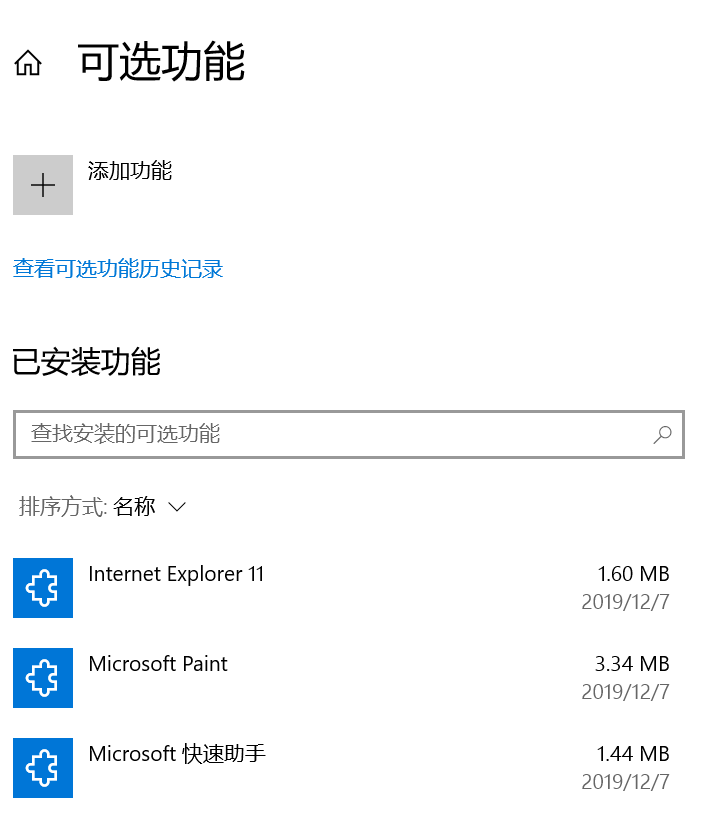 可选功能
添加功能
查看可选功能历史记录
已安装功能
查找安装的可选功能
排序方式: 名称
Internet Explorer 11 1.60 MB
2019/12/7
Microsoft Paint 3.34 MB
2019/12/7
Microsoft 快速助手 1.44 MB
2019/12/7